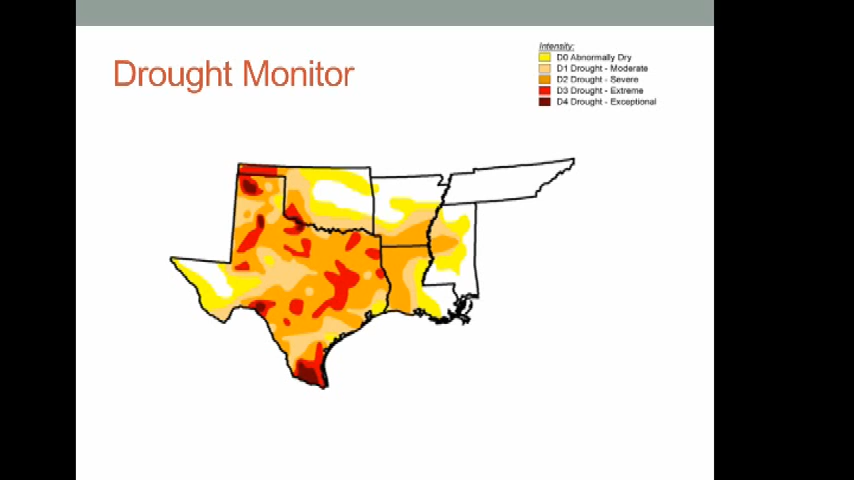 Drought Monitor
Intensity:
D0 Abnormally Dry
D1 Drought - Moderate
D2 Drought - Severe
D3 Drought - Extreme
D4 Drought - Exceptional